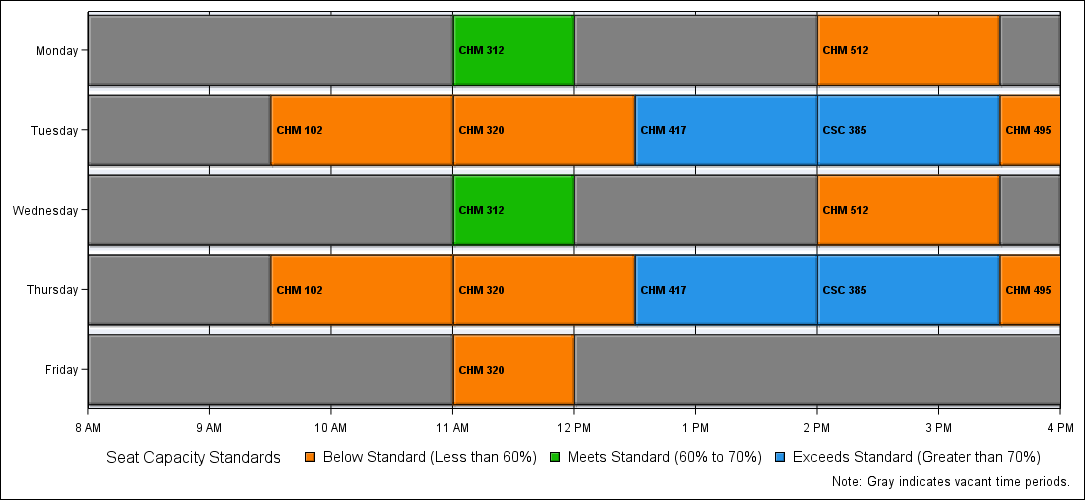 Monday
CHM 312
CHM 512
Tuesday
CHM 102
CHM 320
CHM 417
CSC 385
CHM 495
Wednesday
CHM 312
CHM 512
Thursday
CHM 102
CHM 320
CHM 417
CSC 385
CHM 495
Friday
CHM 320
8 AM
9 AM
10 AM
11 AM
12 PM
1 PM
2 PM
3 PM
4 PM
Seat Capacity Standards
Below Standard (Less than 60%)
Meets Standard (60% to 70%)
Exceeds Standard (Greater than 70%)
Note: Gray indicates vacant time periods.